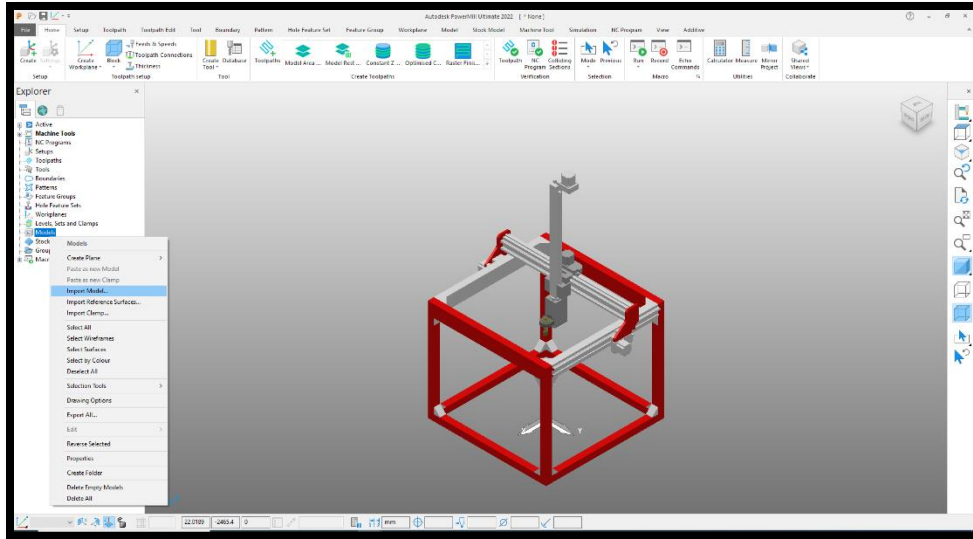 Autodesk PowerMill Ultimate 2022 [ * None ]
File Home Setup Toolpath Toolpath Edit Tool Boundary Pattern Hole Feature Set Feature Group Workplane Model Stock Model Machine Tool Simulation NC Program View Additive
Feeds & Speeds
Toolpath Connections
Thickness
Create
Create Workplane
Block
Create Tool
Database
Toolpaths
Model Area ...
Model Rest ...
Constant Z ...
Optimised C...
Raster Finis...
Toolpath
NC Program
Colliding Sections
Mode
Previous
Run
Record
Echo Commands
Calculator
Measure
Mirror Project
Shared Views
Setup
Toolpath setup
Tool
Create Toolpaths
Verification
Selection
Macro
Utilities
Collaborate
Explorer
Active
Machine Tools
NC Programs
Setups
Toolpaths
Tools
Boundaries
Patterns
Feature Groups
Hole Feature Sets
Workplanes
Levels, Sets and Clamps
Models
Stock
Group
Macr
Models
Create Plane
Paste as new Model
Paste as new Clamp
Import Model...
Import Reference Surfaces...
Import Clamp...
Select All
Select Wireframes
Select Surfaces
Select by Colour
Deselect All
Selection Tools
Drawing Options
Export All...
Edit
Reverse Selected
Properties
Create Folder
Delete Empty Models
Delete All
Y
22.0189 -2465.4 0
mm